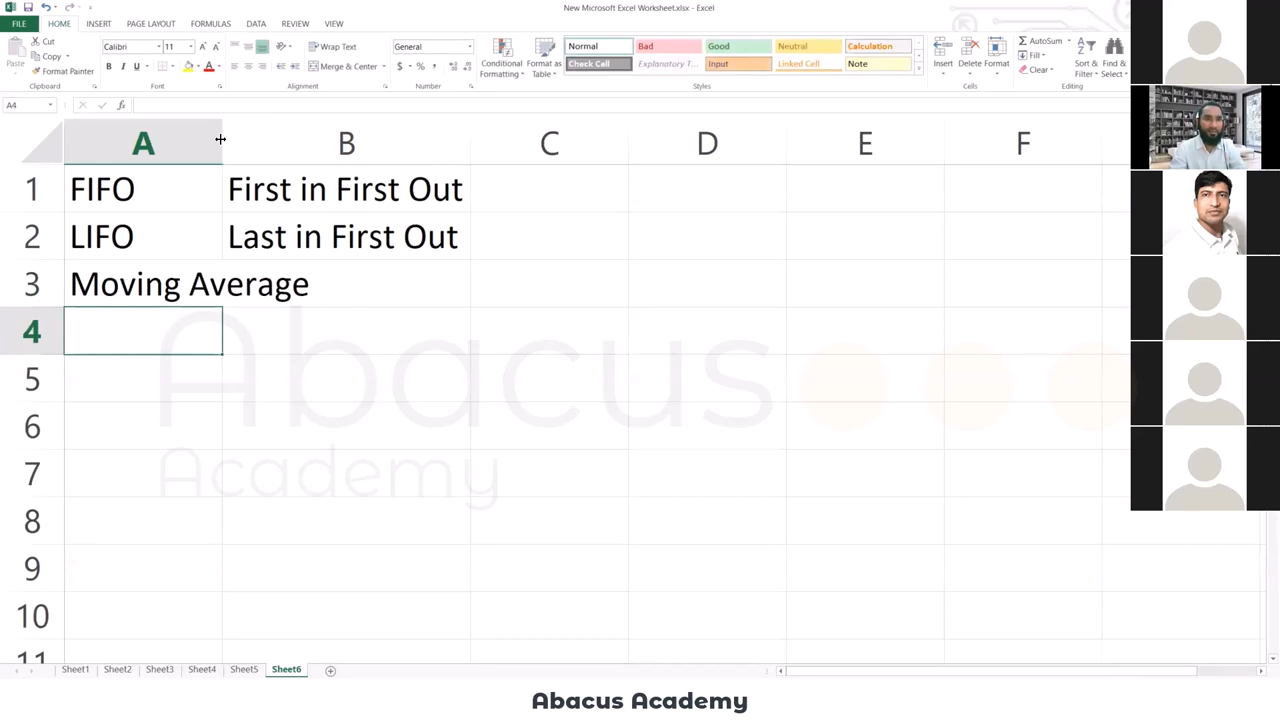 New Microsoft Excel Worksheet.xlsx - Excel
FILE HOME INSERT PAGE LAYOUT FORMULAS DATA REVIEW VIEW
Cut
Copy
Format Painter
Paste
Calibri 11
B I U
Wrap Text
Merge & Center
General
$ % ,
Conditional Formatting
Format as Table
Normal Bad Good Neutral Calculation
Check Cell Explanatory T... Input Linked Cell Note
Insert Delete Format
AutoSum
Fill
Clear
Sort & Filter
Find & Select
Clipboard Font Alignment Number Styles Cells Editing
A4 fx
A B C D E F
1 FIFO First in First Out
2 LIFO Last in First Out
3 Moving Average
4
5
6
7
8
9
10
11
Abacus
Academy
Sheet1 Sheet2 Sheet3 Sheet4 Sheet5 Sheet6
Abacus Academy